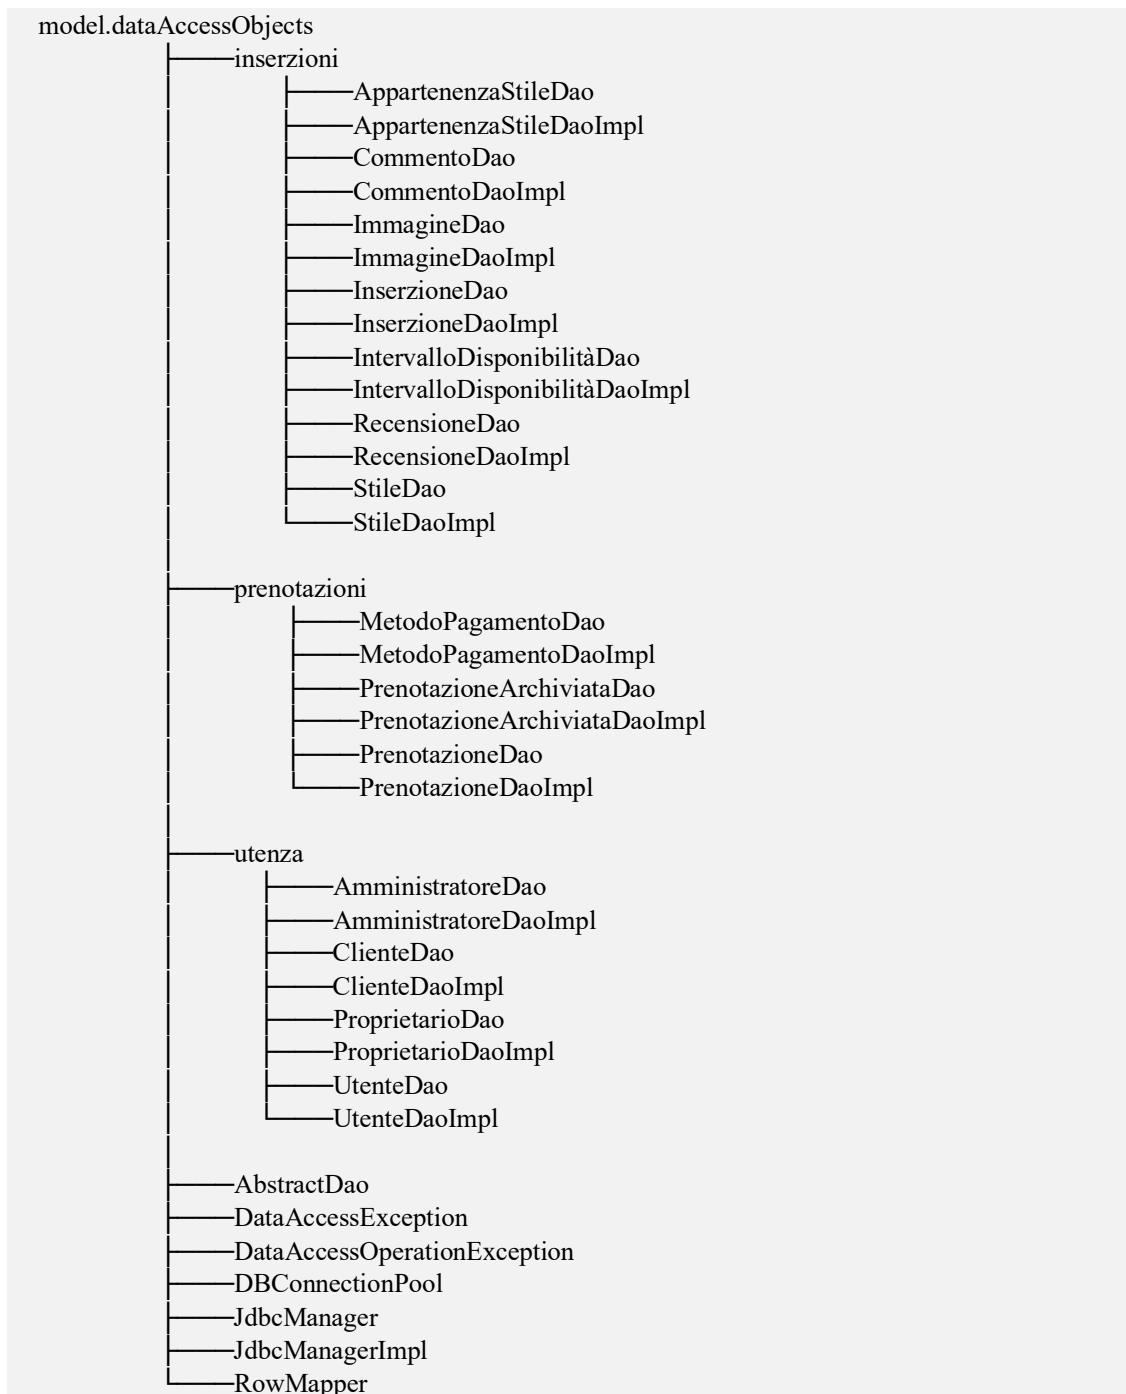 model.dataAccessObjects
inserzioni
AppartenenzaStileDao
AppartenenzaStileDaoImpl
CommentoDao
CommentoDaoImpl
ImmagineDao
ImmagineDaoImpl
InserzioneDao
InserzioneDaoImpl
IntervalloDisponibilitàDao
IntervalloDisponibilitàDaoImpl
RecensioneDao
RecensioneDaoImpl
StileDao
StileDaoImpl
prenotazioni
MetodoPagamentoDao
MetodoPagamentoDaoImpl
PrenotazioneArchiviataDao
PrenotazioneArchiviataDaoImpl
PrenotazioneDao
PrenotazioneDaoImpl
utenza
AmministratoreDao
AmministratoreDaoImpl
ClienteDao
ClienteDaoImpl
ProprietarioDao
ProprietarioDaoImpl
UtenteDao
UtenteDaoImpl
AbstractDao
DataAccessException
DataAccessOperationException
DBConnectionPool
JdbcManager
JdbcManagerImpl
RowMapper